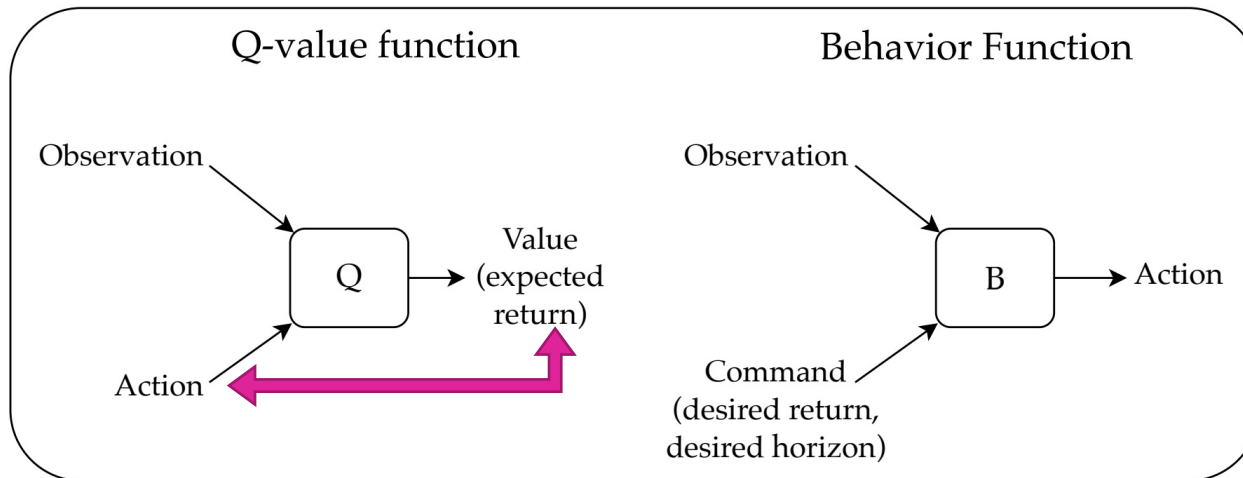 Q-value function
Observation
Q
Value
(expected
return)
Action
Behavior Function
Observation
B
Action
Command
(desired return,
desired horizon)